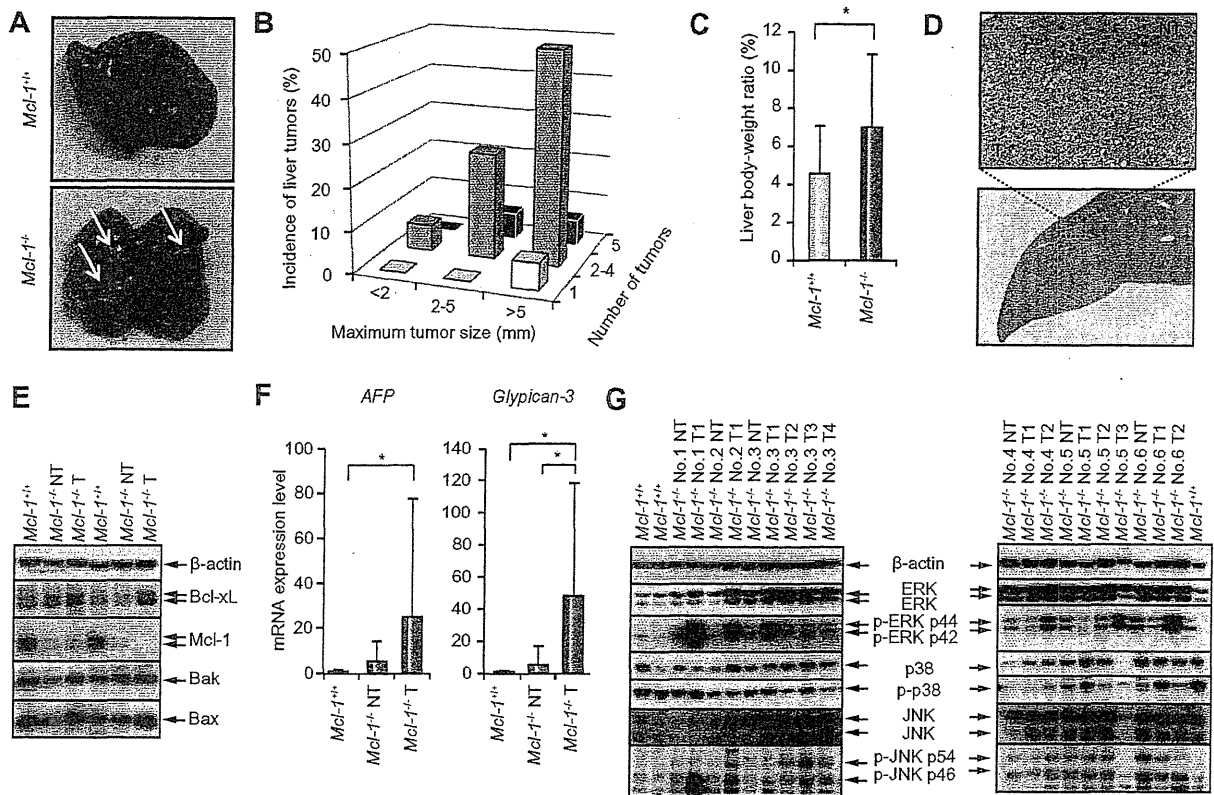 A
Mcl-1+/+
Mcl-1-/-
B
Incidence of liver tumors (%)
50
40
30
20
10
0
<2
2-5
>5
Maximum tumor size (mm)
1
2-4
5
Number of tumors
C
*
Liver body-weight ratio (%)
12
10
8
6
4
2
0
Mcl-1+/+
Mcl-1-/-
D
NT
E
Mcl-1+/+
Mcl-1-/- NT
Mcl-1-/- T
Mcl-1+/+
Mcl-1-/- NT
Mcl-1-/- T
β-actin
Bcl-xL
Mcl-1
Bak
Bax
F
AFP
mRNA expression level
100
80
60
40
20
0
*
Mcl-1+/+
Mcl-1-/- NT
Mcl-1-/- T
Glypican-3
140
120
100
80
60
40
20
0
*
*
Mcl-1+/+
Mcl-1-/- NT
Mcl-1-/- T
G
Mcl-1+/+
Mcl-1+/+
Mcl-1-/- No.1 NT
Mcl-1-/- No.1 T1
Mcl-1-/- No.2 NT
Mcl-1-/- No.2 T1
Mcl-1-/- No.3 NT
Mcl-1-/- No.3 T1
Mcl-1-/- No.3 T2
Mcl-1-/- No.3 T3
Mcl-1-/- No.3 T4
β-actin
ERK
ERK
p-ERK p44
p-ERK p42
p38
p-p38
JNK
JNK
p-JNK p54
p-JNK p46
Mcl-1-/- No.4 NT
Mcl-1-/- No.4 T1
Mcl-1-/- No.4 T2
Mcl-1-/- No.5 NT
Mcl-1-/- No.5 T1
Mcl-1-/- No.5 T2
Mcl-1-/- No.5 T3
Mcl-1-/- No.6 NT
Mcl-1-/- No.6 T1
Mcl-1-/- No.6 T2
Mcl-1+/+